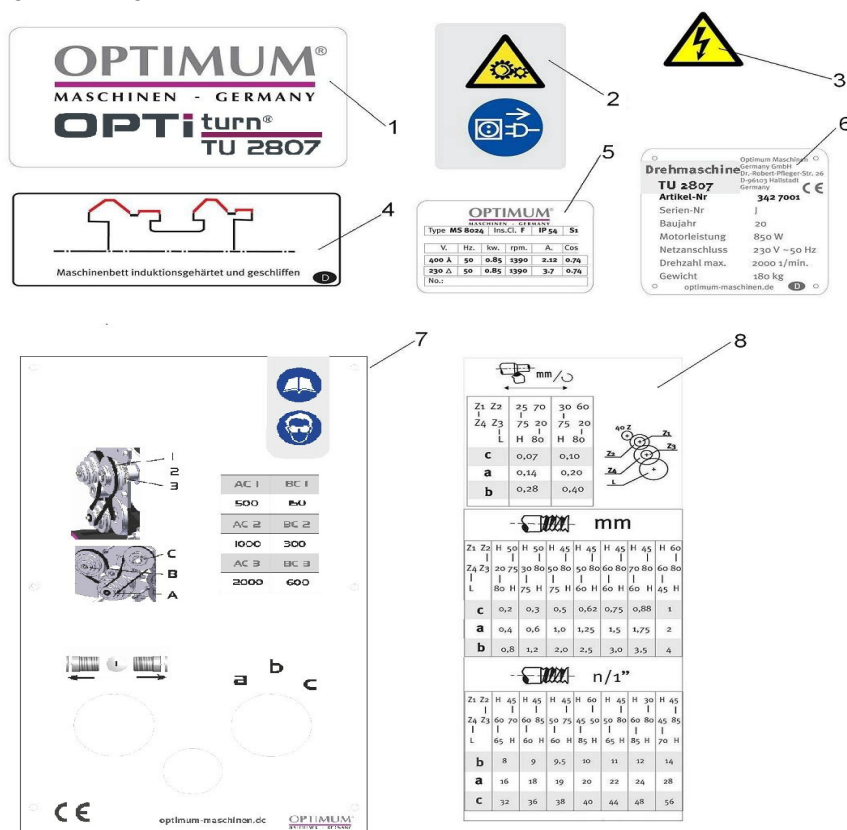 OPTIMUM®
MASCHINEN - GERMANY
OPTi turn®
TU 2807
1
2
3
4
Maschinenbett induktionsgehärtet und geschliffen
D
5
OPTIMUM®
MASCHINEN - GERMANY
Type MS 8024 Ins.Cl. F IP 54 S1
V. Hz. kw. rpm. A. Cos
400 Y 50 0.85 1390 2.12 0.74
230 △ 50 0.85 1390 3.7 0.74
No.:
6
Optimum Maschinen
Germany GmbH
Dr.-Robert-Pfleger-Str. 26
D-96103 Hallstadt
Germany
CE
Drehmaschine
TU 2807
Artikel-Nr 342 7001
Serien-Nr J
Baujahr 20
Motorleistung 850 W
Netzanschluss 230 V ~50 Hz
Drehzahl max. 2000 1/min.
Gewicht 180 kg
optimum-maschinen.de D
7
1
2
3
C
B
A
AC 1 BC 1
500 150
AC 2 BC 2
1000 300
AC 3 BC 3
2000 600
a b c
CE
optimum-maschinen.de
OPTIMUM®
MASCHINEN - GERMANY
8
mm/
Z1 Z2 25 70 30 60
Z4 Z3 75 20 75 20
L H 80 H 80
c 0,07 0,10
a 0,14 0,20
b 0,28 0,40
40 Z
Z1
Z2
Z3
Z4
L
mm
Z1 Z2 H 50 H 50 H 45 H 45 H 45 H 45 H 60
Z4 Z3 20 75 30 80 50 80 50 80 60 80 70 80 60 80
L 80 H 75 H 75 H 60 H 60 H 60 H 45 H
c 0,2 0,3 0,5 0,62 0,75 0,88 1
a 0,4 0,6 1,0 1,25 1,5 1,75 2
b 0,8 1,2 2,0 2,5 3,0 3,5 4
n/1"
Z1 Z2 H 45 H 45 H 45 H 60 H 45 H 30 H 45
Z4 Z3 60 70 60 85 50 75 45 50 50 80 60 80 45 85
L 65 H 60 H 60 H 85 H 65 H 85 H 70 H
b 8 9 9,5 10 11 12 14
a 16 18 19 20 22 24 28
c 32 36 38 40 44 48 56